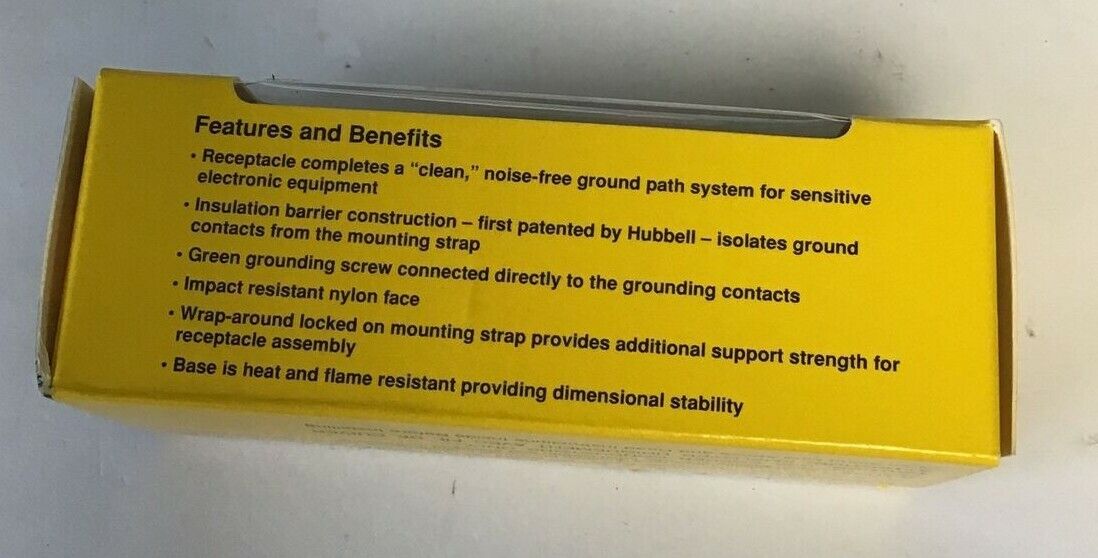 Features and Benefits
• Receptacle completes a “clean,” noise-free ground path system for sensitive
electronic equipment
• Insulation barrier construction – first patented by Hubbell – isolates ground
contacts from the mounting strap
• Green grounding screw connected directly to the grounding contacts
• Impact resistant nylon face
• Wrap-around locked on mounting strap provides additional support strength for
receptacle assembly
• Base is heat and flame resistant providing dimensional stability